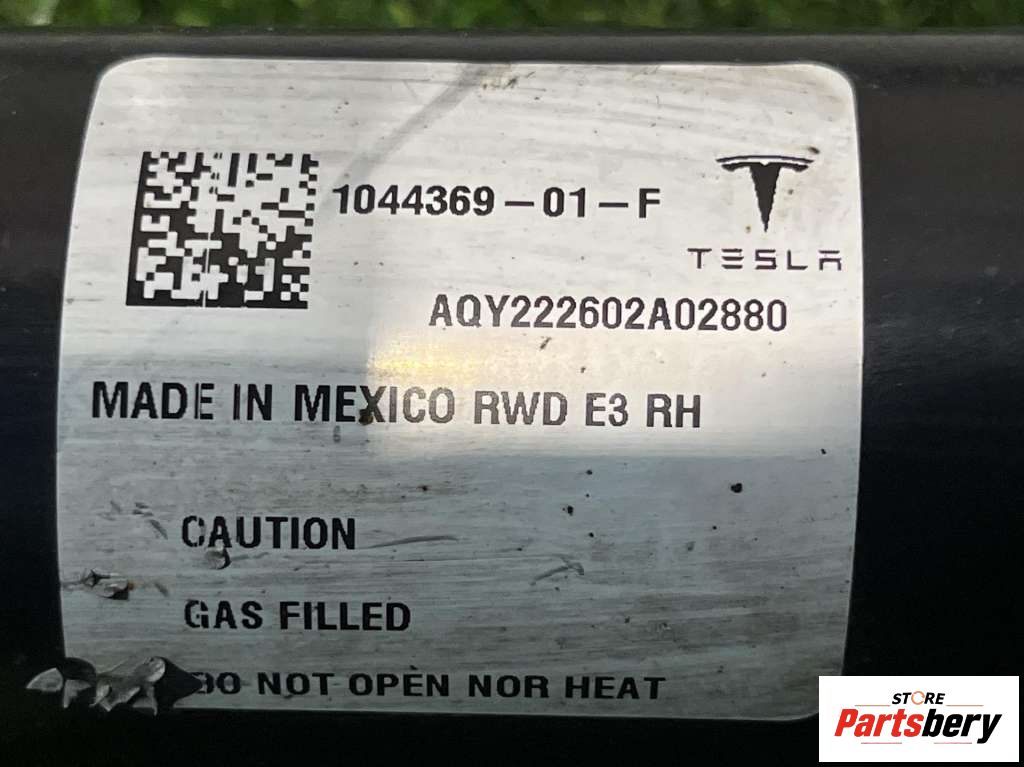 1044369-01-F
TESLA
AQY222602A02880
MADE IN MEXICO RWD E3 RH
CAUTION
GAS FILLED
DO NOT OPEN NOR HEAT
STORE
Partsbery